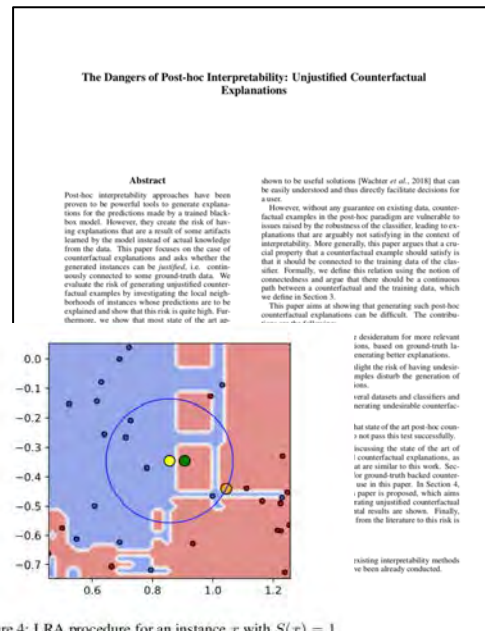 The Dangers of Post-hoc Interpretability: Unjustified Counterfactual
Explanations
Abstract
Post-hoc interpretability approaches have been
proven to be powerful tools to generate explana-
tions for the predictions made by a trained black-
box model. However, they create the risk of hav-
ing explanations that are a result of some artifacts
learned by the model instead of actual knowledge
from the data. This paper focuses on the case of
counterfactual explanations and asks whether the
generated instances can be justified, i.e. contin-
uously connected to some ground-truth data. We
evaluate the risk of generating unjustified counter-
factual examples by investigating the local neigh-
borhoods of instances whose predictions are to be
explained and show that this risk is quite high. Fur-
thermore, we show that most state of the art ap-
shown to be useful solutions [Wachter et al., 2018] that can
be easily understood and thus directly facilitate decisions for
a user.
However, without any guarantee on existing data, counter-
factual examples in the post-hoc paradigm are vulnerable to
issues raised by the robustness of the classifier, leading to ex-
planations that are arguably not satisfying in the context of
interpretability. More generally, this paper argues that a cru-
cial property that a counterfactual example should satisfy is
that it should be connected to the training data of the clas-
sifier. Formally, we define this relation using the notion of
connectedness and argue that there should be a continuous
path between a counterfactual and the training data, which
we define in Section 3.
This paper aims at showing that generating such post-hoc
counterfactual explanations can be difficult. The contribu-
desideratum for more relevant
ions, based on ground-truth la-
enerating better explanations.
light the risk of having undesir-
mples disturb the generation of
ions.
veral datasets and classifiers and
nerating undesirable counterfac-
hat state of the art post-hoc coun-
not pass this test successfully.
iscussing the state of the art of
counterfactual explanations, as
at are similar to this work. Sec-
for ground-truth backed counter-
use in this paper. In Section 4,
paper is proposed, which aims
rating unjustified counterfactual
tal results are shown. Finally,
from the literature to this risk is
xisting interpretability methods
ve been already conducted.
0.0
−0.1
−0.2
−0.3
−0.4
−0.5
−0.6
−0.7
0.6 0.8 1.0 1.2
re 4: LRA procedure for an instance x with S(x) = 1